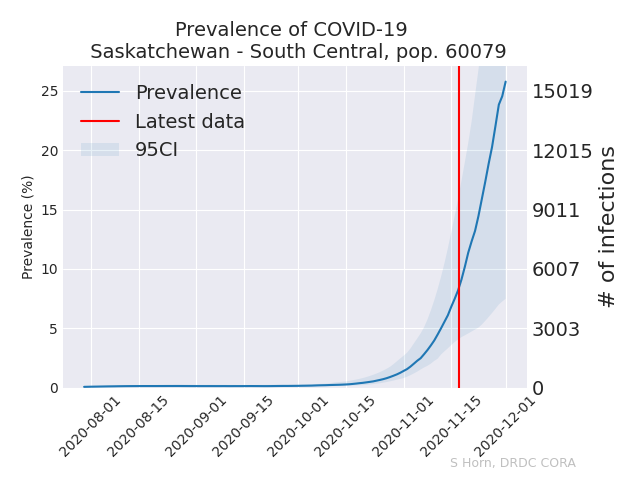 Prevalence of COVID-19
Saskatchewan - South Central, pop. 60079
Prevalence
Latest data
95CI
Prevalence (%)
25
20
15
10
5
0
15019
12015
9011
6007
3003
0
# of infections
2020-08-01
2020-08-15
2020-09-01
2020-09-15
2020-10-01
2020-10-15
2020-11-01
2020-11-15
2020-12-01
S Horn, DRDC CORA